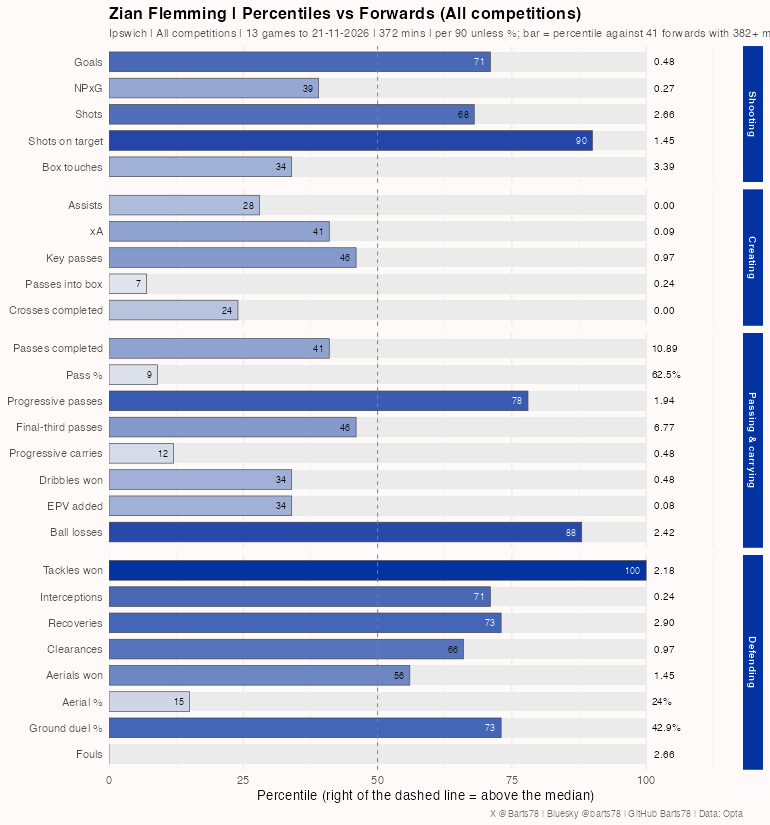 Zian Flemming | Percentiles vs Forwards (All competitions)
Ipswich | All competitions | 13 games to 21-11-2026 | 372 mins | per 90 unless %; bar = percentile against 41 forwards with 382+ m
Goals 71 0.48
NPxG 39 0.27
Shots 68 2.66
Shots on target 90 1.45
Box touches 34 3.39
Shooting
Assists 28 0.00
xA 41 0.09
Key passes 46 0.97
Passes into box 7 0.24
Crosses completed 24 0.00
Creating
Passes completed 41 10.89
Pass % 9 62.5%
Progressive passes 78 1.94
Final-third passes 46 6.77
Progressive carries 12 0.48
Dribbles won 34 0.48
EPV added 34 0.08
Ball losses 88 2.42
Passing & carrying
Tackles won 100 2.18
Interceptions 71 0.24
Recoveries 73 2.90
Clearances 66 0.97
Aerials won 56 1.45
Aerial % 15 24%
Ground duel % 73 42.9%
Fouls 2.66
Defending
0 25 50 75 100
Percentile (right of the dashed line = above the median)
X @Barts78 | Bluesky @barts78 | GitHub Barts78 | Data: Opta